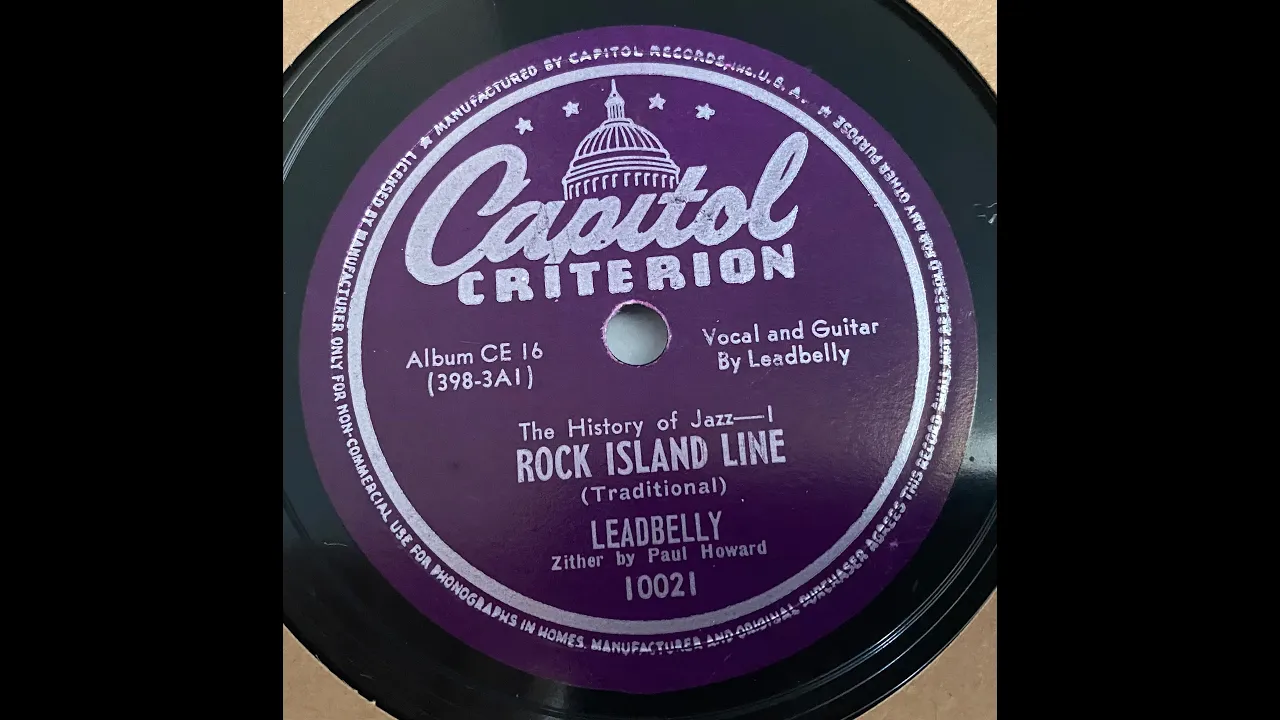 ★ MANUFACTURED BY CAPITOL RECORDS, INC. U. S. A. ★
LICENSED BY MANUFACTURER ONLY FOR NON-COMMERCIAL USE FOR PHONOGRAPHS IN HOMES. MANUFACTURER AND ORIGINAL PURCHASER AGREES THIS RECORD SHALL NOT BE RESOLD FOR ANY OTHER PURPOSE
Capitol
CRITERION
Album CE 16
(398-3A1)
Vocal and Guitar
By Leadbelly
The History of Jazz—1
ROCK ISLAND LINE
(Traditional)
LEADBELLY
Zither by Paul Howard
10021